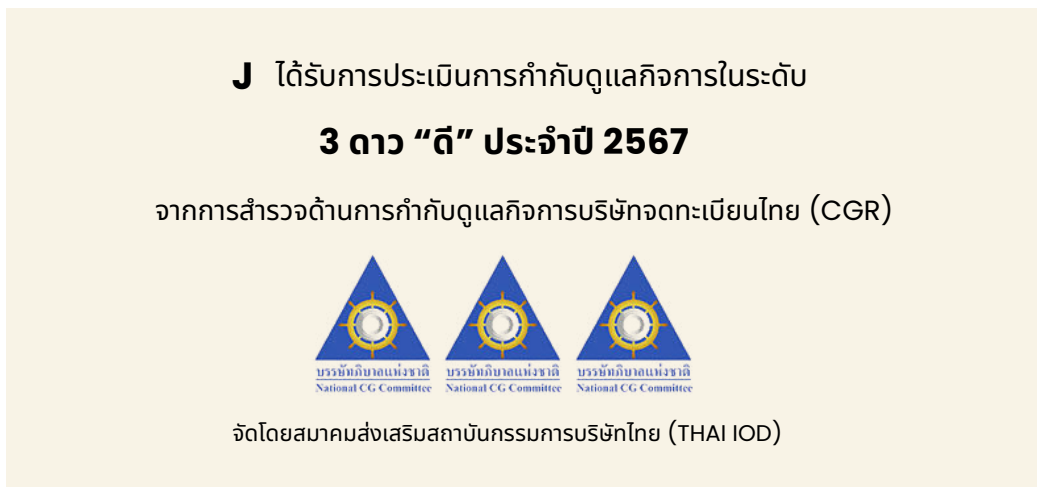 J ได้รับการประเมินการกำกับดูแลกิจการในระดับ
3 ดาว “ดี” ประจำปี 2567
จากการสำรวจด้านการกำกับดูแลกิจการบริษัทจดทะเบียนไทย (CGR)
บรรษัทภิบาลแห่งชาติ บรรษัทภิบาลแห่งชาติ บรรษัทภิบาลแห่งชาติ
National CG Committee National CG Committee National CG Committee
จัดโดยสมาคมส่งเสริมสถาบันกรรมการบริษัทไทย (THAI IOD)